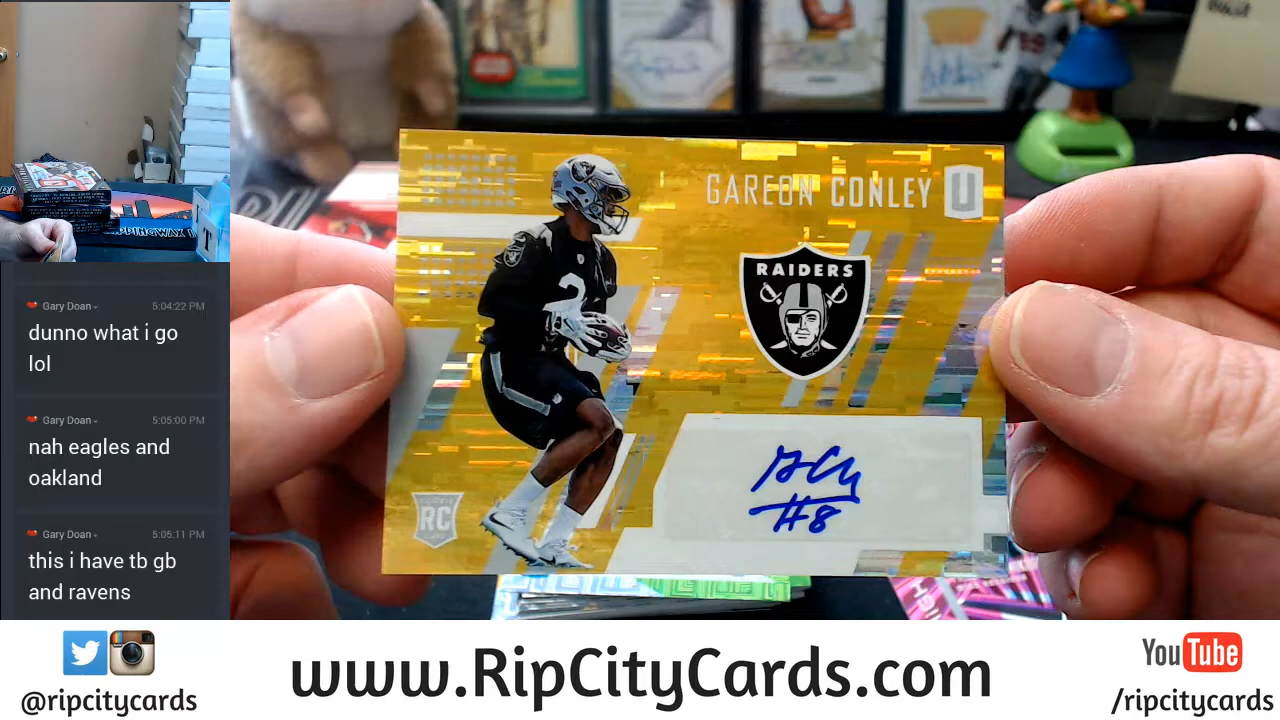 Gary Doan
5:04:22 PM
dunno what i go
lol
Gary Doan
5:05:00 PM
nah eagles and
oakland
Gary Doan
5:05:11 PM
this i have tb gb
and ravens
GAREON CONLEY U
RAIDERS
2
RC
#8
T
@ripcitycards
www.RipCityCards.com
YouTube
/ripcitycards